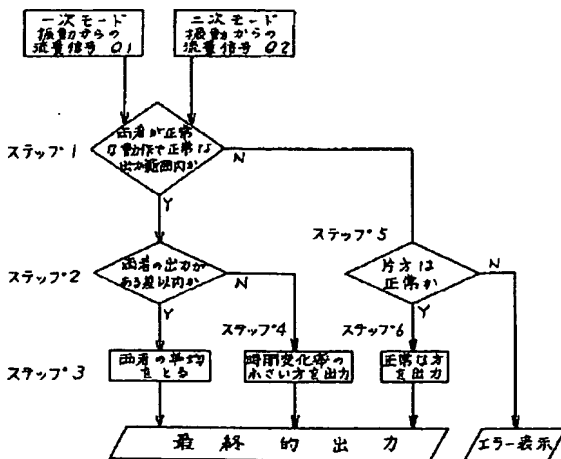 一次モード
振動からの
流量信号 Q1
二次モード
振動からの
流量信号 Q2
ステップ1
両者が正常
な動作で正常な
出力範囲内か
N
Y
ステップ5
ステップ2
両者の出力が
ある差以内か
N
Y
片方は
正常か
N
Y
ステップ4
ステップ6
ステップ3
両者の平均
をとる
時間変化率の
小さい方を出力
正常な方
を出力
最終的出力
エラー表示